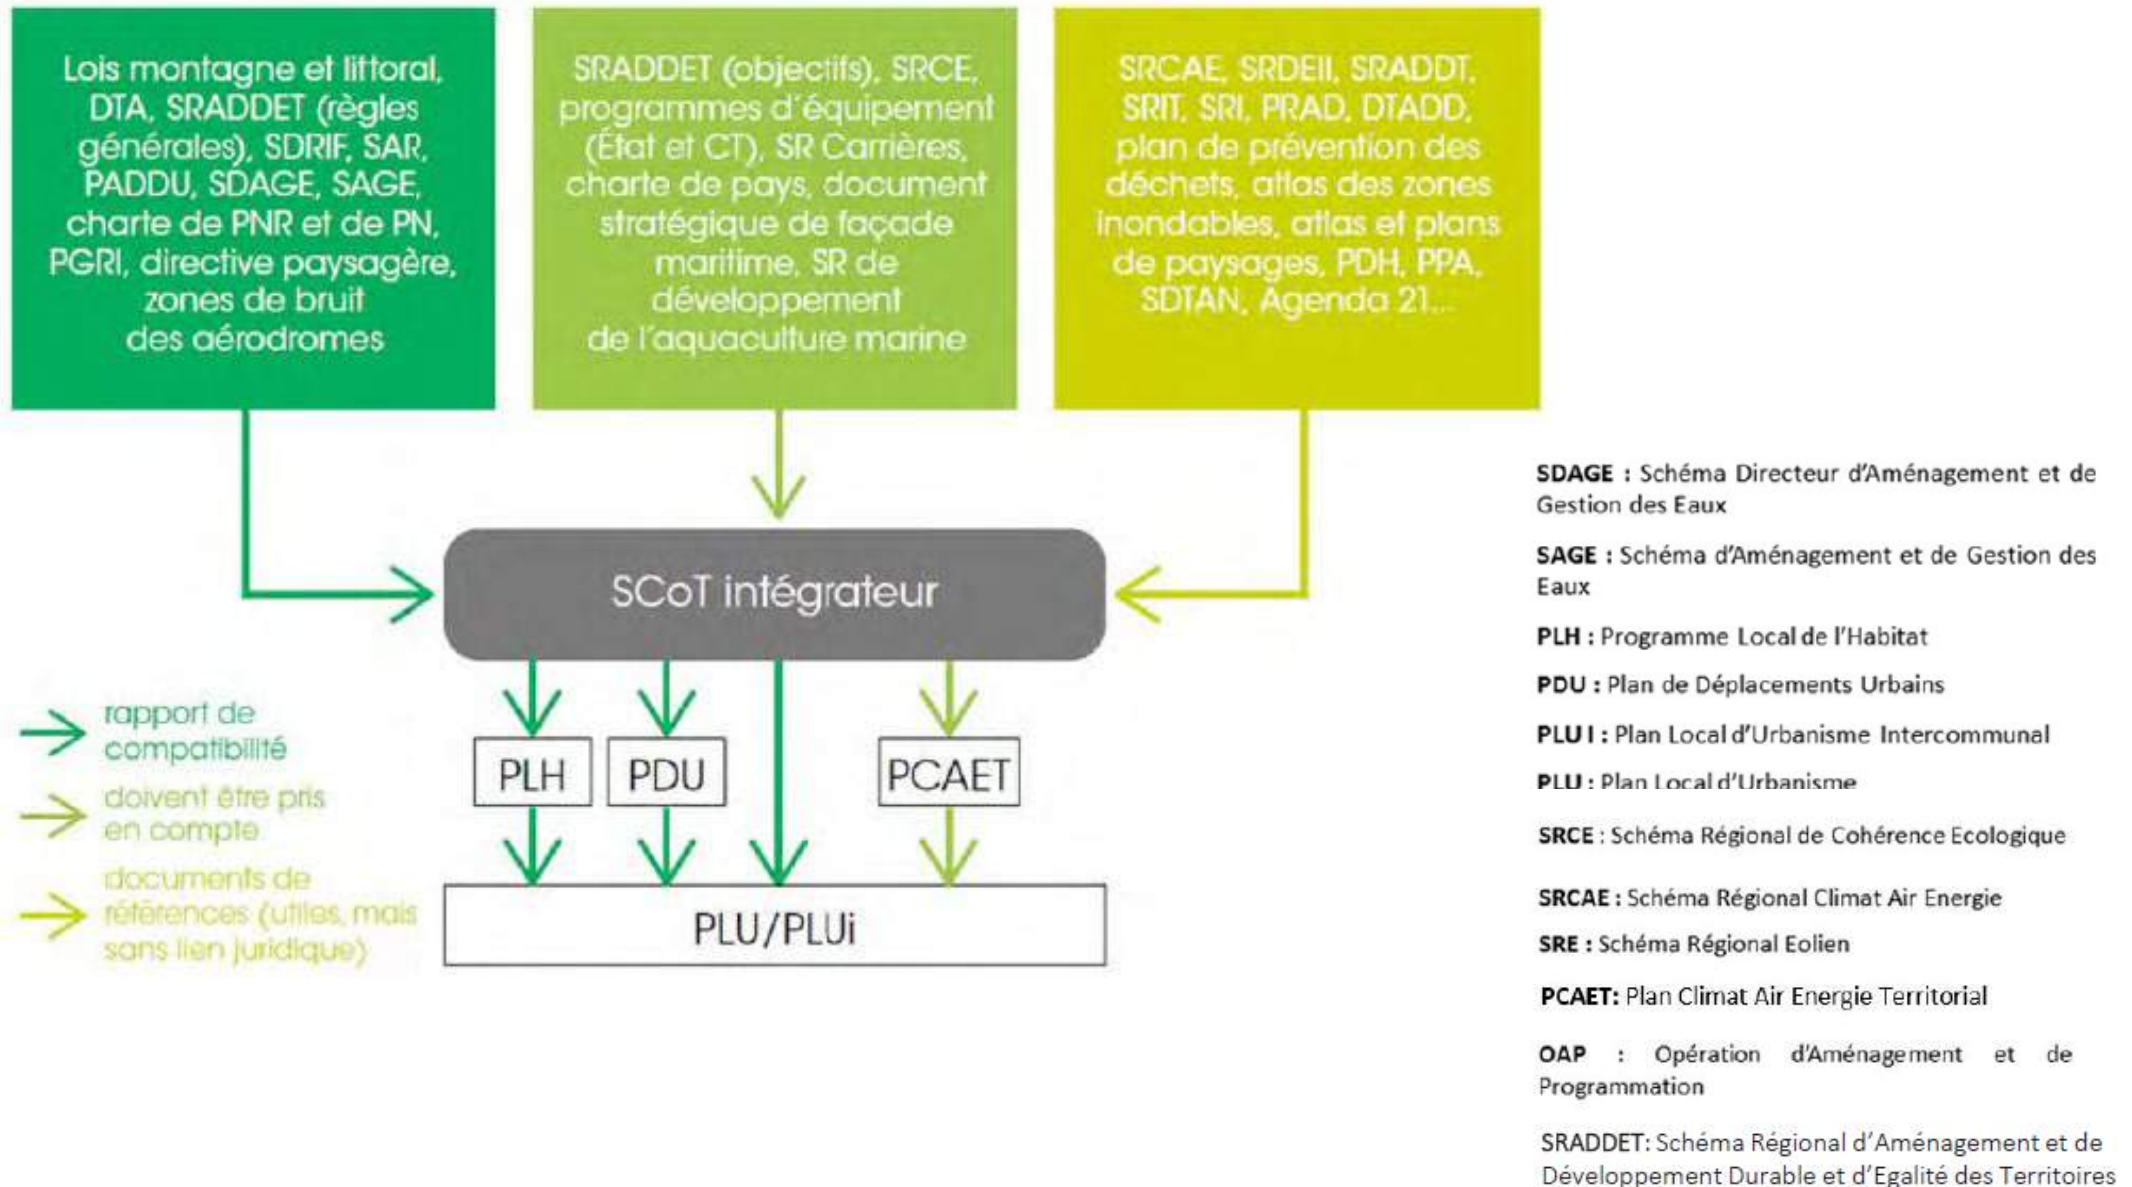 Lois montagne et littoral,
DTA, SRADDET (règles
générales), SDRIF, SAR,
PADDU, SDAGE, SAGE,
charte de PNR et de PN,
PGRI, directive paysagère,
zones de bruit
des aérodromes
SRADDET (objectifs), SRCE,
programmes d'équipement
(État et CT), SR Carrières,
charte de pays, document
stratégique de façade
maritime, SR de
développement
de l'aquaculture marine
SRCAE, SRDEII, SRADDT,
SRIT, SRI, PRAD, DTADD,
plan de prévention des
déchets, atlas des zones
inondables, atlas et plans
de paysages, PDH, PPA,
SDTAN, Agenda 21...
SCoT intégrateur
rapport de
compatibilité
doivent être pris
en compte
documents de
références (utiles, mais
sans lien juridique)
PLH
PDU
PCAET
PLU/PLUi
SDAGE : Schéma Directeur d'Aménagement et de
Gestion des Eaux
SAGE : Schéma d'Aménagement et de Gestion des
Eaux
PLH : Programme Local de l'Habitat
PDU : Plan de Déplacements Urbains
PLU I : Plan Local d'Urbanisme Intercommunal
PLU : Plan Local d'Urbanisme
SRCE : Schéma Régional de Cohérence Ecologique
SRCAE : Schéma Régional Climat Air Energie
SRE : Schéma Régional Eolien
PCAET: Plan Climat Air Energie Territorial
OAP : Opération d'Aménagement et de
Programmation
SRADDET: Schéma Régional d'Aménagement et de
Développement Durable et d'Egalité des Territoires